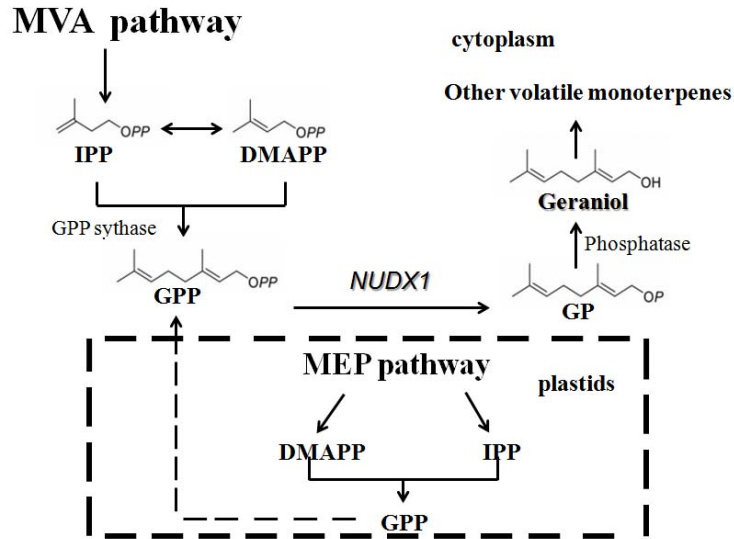 MVA pathway
cytoplasm
Other volatile monoterpenes
OPP
OPP
IPP
DMAPP
OH
Geraniol
GPP sythase
Phosphatase
OPP
GPP
NUDX1
OP
GP
MEP pathway
plastids
DMAPP
IPP
GPP